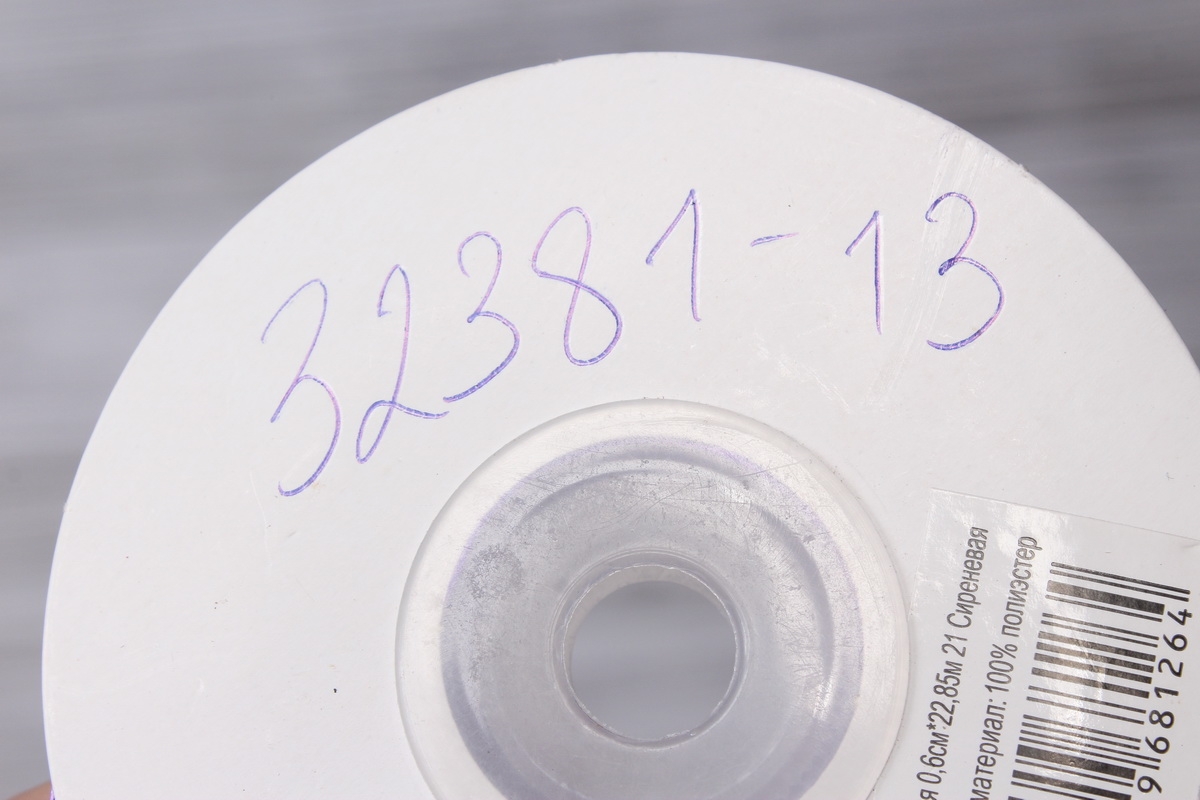 32381-13
я 0,6см*22,85м 21 Сиреневая
материал: 100% полиэстер
9681264